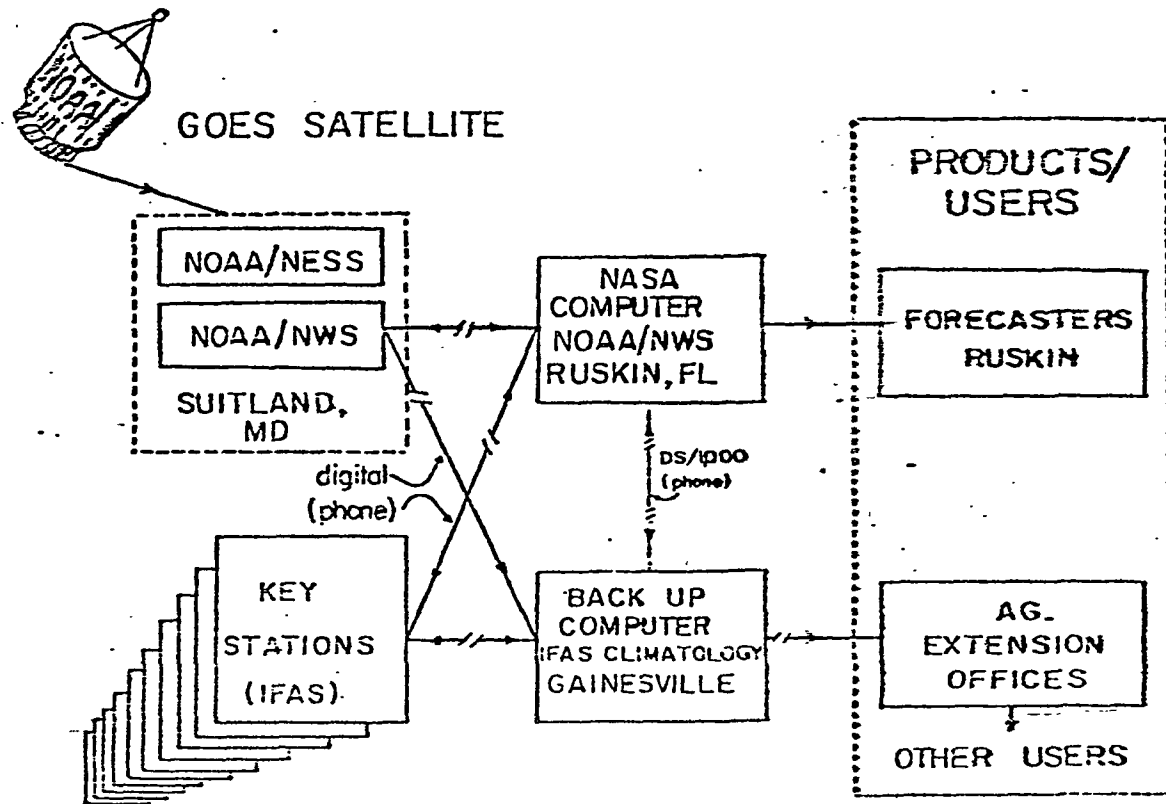 GOES SATELLITE
NOAA/NESS
NOAA/NWS
SUITLAND,
MD
NASA
COMPUTER
NOAA/NWS
RUSKIN, FL
PRODUCTS/
USERS
FORECASTERS
RUSKIN
digital
(phone)
DS/1000
(phone)
KEY
STATIONS
(IFAS)
BACK UP
COMPUTER
IFAS CLIMATOLOGY
GAINESVILLE
AG.
EXTENSION
OFFICES
OTHER USERS